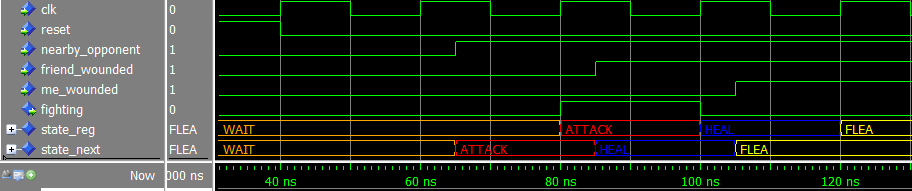 clk 0
reset 0
nearby_opponent 1
friend_wounded 1
me_wounded 1
fighting 0
state_reg FLEA WAIT ATTACK HEAL FLEA
state_next FLEA WAIT ATTACK HEAL FLEA
Now 000 ns 40 ns 60 ns 80 ns 100 ns 120 ns